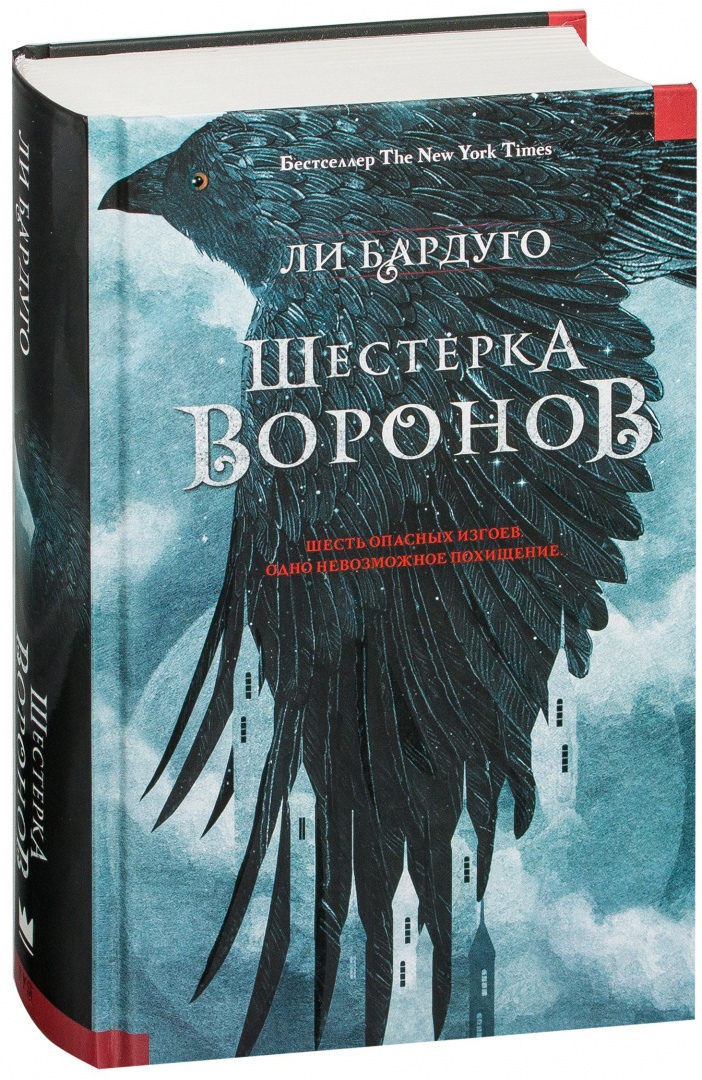 Бестселлер The New York Times
ЛИ БАРДУГО
ШЕСТЁРКА
ВОРОНОВ
ШЕСТЬ ОПАСНЫХ ИЗГОЕВ.
ОДНО НЕВОЗМОЖНОЕ ПОХИЩЕНИЕ.
ЛИ БАРДУГО
ШЕСТЁРКА
ВОРОНОВ